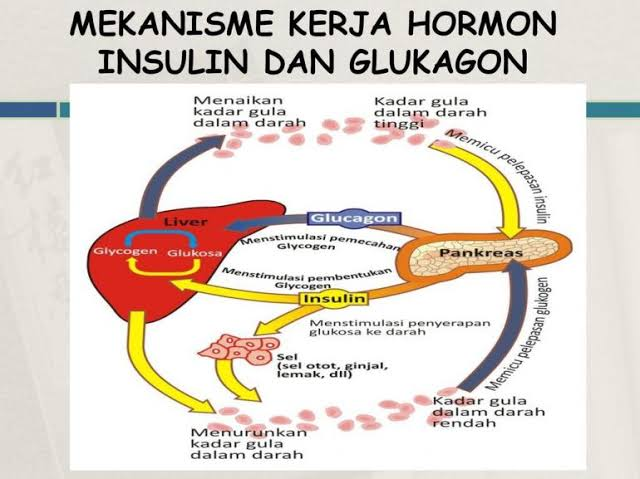 MEKANISME KERJA HORMON
INSULIN DAN GLUKAGON
Menaikan
kadar gula
dalam darah
Kadar gula
dalam darah
tinggi
Memicu pelepasan insulin
Liver
Glucagon
Glycogen
Glukosa
Menstimulasi pemecahan
Glycogen
Pankreas
Menstimulasi pembentukan
Glycogen
Insulin
Menstimulasi penyerapan
glukosa ke darah
Sel
(sel otot, ginjal,
lemak, dll)
Memicu pelepasan glukogen
Kadar gula
dalam darah
rendah
Menurunkan
kadar gula
dalam darah